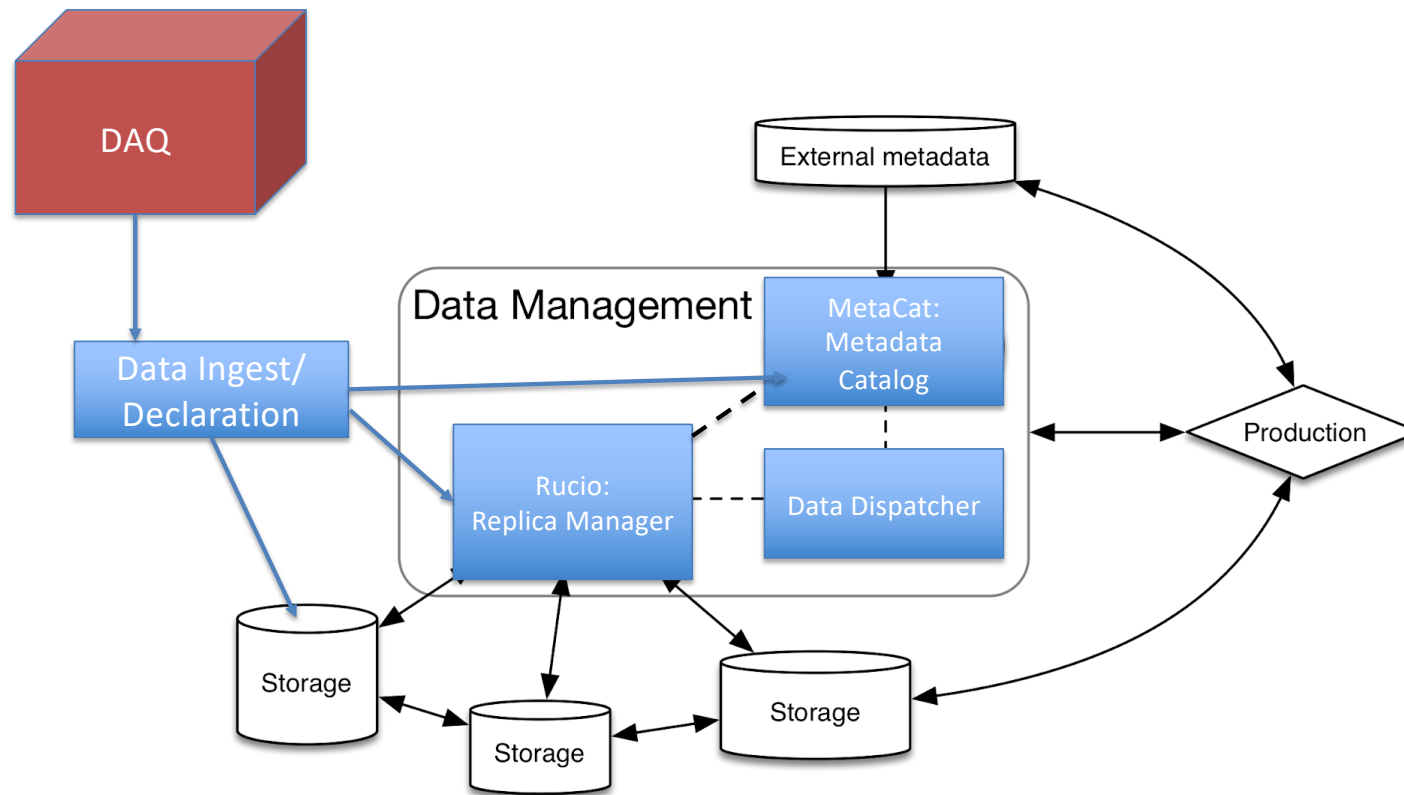 DAQ
External metadata
Data Management
MetaCat:
Metadata
Catalog
Data Ingest/
Declaration
Production
Rucio:
Replica Manager
Data Dispatcher
Storage
Storage
Storage